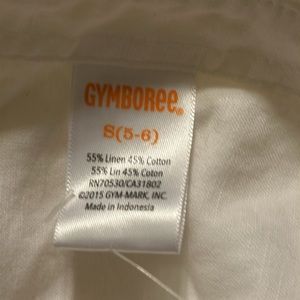 GYMBOREE
S(5-6)
55% Linen 45% Cotton
55% Lin 45% Coton
RN70530/CA31802
©2015 GYM-MARK, INC.
Made in Indonesia